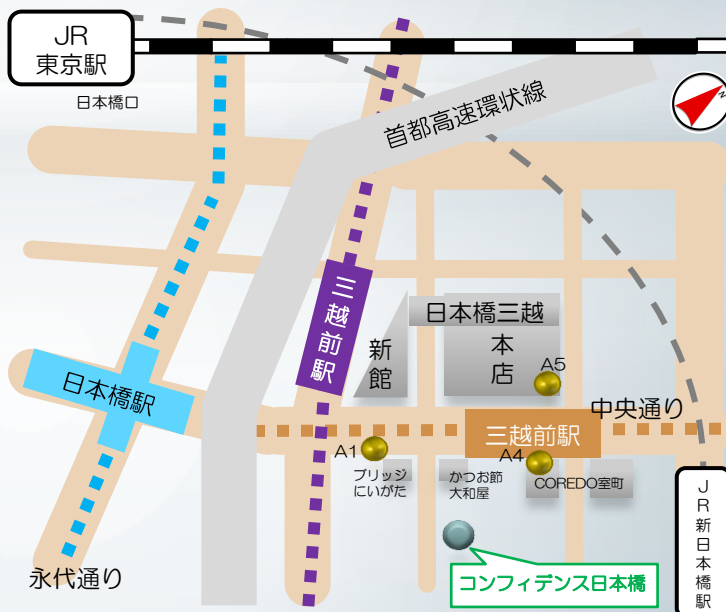 JR
東京駅
日本橋口
首都高速環状線
N
三越前駅
日本橋三越
本店
新館
A5
日本橋駅
中央通り
三越前駅
A1
A4
ブリッジ
にいがた
かつお節
大和屋
COREDO室町
JR新日本橋駅
永代通り
コンフィデンス日本橋